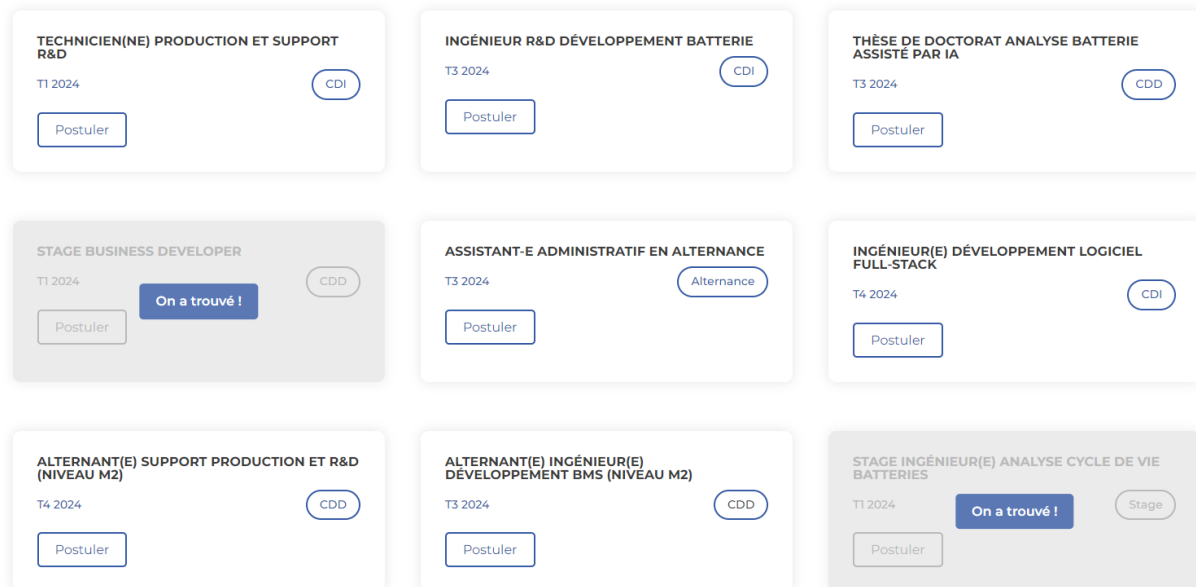 TECHNICIEN(NE) PRODUCTION ET SUPPORT
R&D
T1 2024
CDI
Postuler
INGÉNIEUR R&D DÉVELOPPEMENT BATTERIE
T3 2024
CDI
Postuler
THÈSE DE DOCTORAT ANALYSE BATTERIE
ASSISTÉ PAR IA
T3 2024
CDD
Postuler
STAGE BUSINESS DEVELOPER
T1 2024
CDD
On a trouvé !
Postuler
ASSISTANT-E ADMINISTRATIF EN ALTERNANCE
T3 2024
Alternance
Postuler
INGÉNIEUR(E) DÉVELOPPEMENT LOGICIEL
FULL-STACK
T4 2024
CDI
Postuler
ALTERNANT(E) SUPPORT PRODUCTION ET R&D
(NIVEAU M2)
T4 2024
CDD
Postuler
ALTERNANT(E) INGÉNIEUR(E)
DÉVELOPPEMENT BMS (NIVEAU M2)
T3 2024
CDD
Postuler
STAGE INGÉNIEUR(E) ANALYSE CYCLE DE VIE
BATTERIES
T1 2024
Stage
On a trouvé !
Postuler